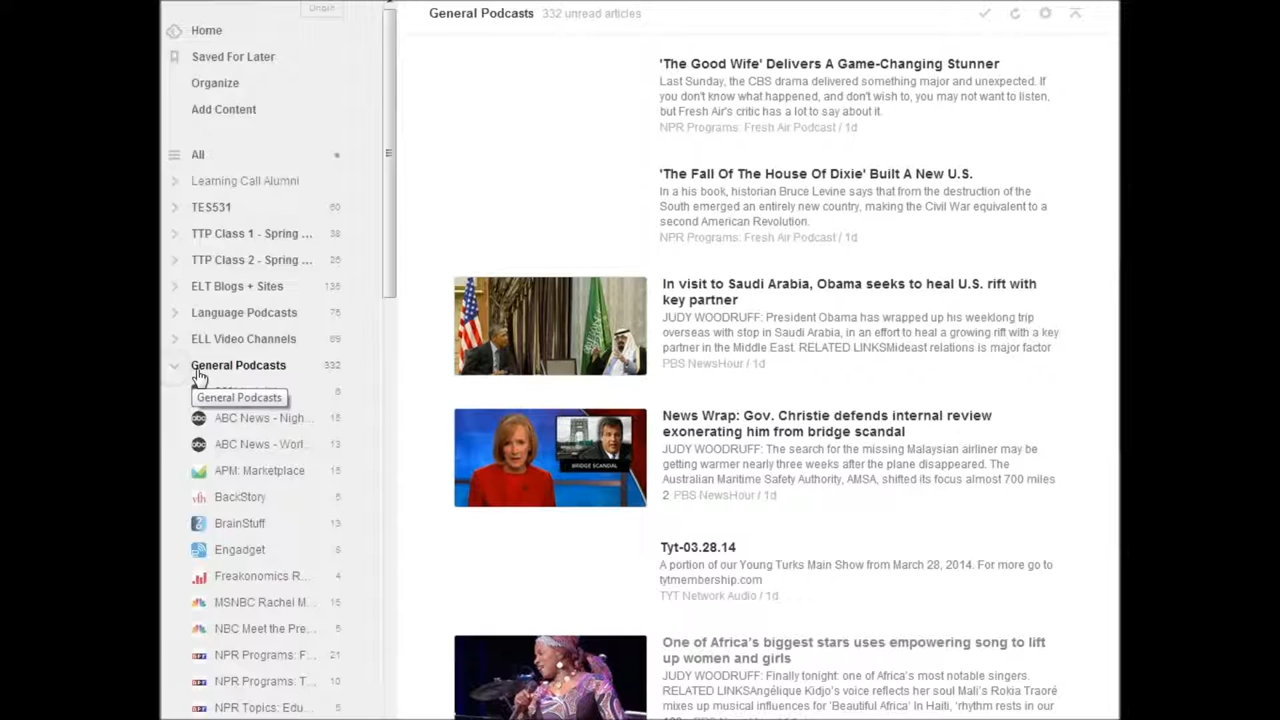 Unpin
Home
Saved For Later
Organize
Add Content
All
Learning Call Alumni
TES531 60
TTP Class 1 - Spring ... 38
TTP Class 2 - Spring ...
ELT Blogs + Sites
Language Podcasts
ELL Video Channels
General Podcasts 332
General Podcasts
ABC News - Nigh...
ABC News - Worl... 13
APM: Marketplace
BackStory
BrainStuff 13
Engadget
Freakonomics R... 4
MSNBC Rachel M...
NBC Meet the Pre...
NPR Programs: F... 21
NPR Programs: T... 10
NPR Topics: Edu...
General Podcasts 332 unread articles
'The Good Wife' Delivers A Game-Changing Stunner
Last Sunday, the CBS drama delivered something major and unexpected. If
you don't know what happened, and don't wish to, you may not want to listen,
but Fresh Air's critic has a lot to say about it.
NPR Programs: Fresh Air Podcast / 1d
'The Fall Of The House Of Dixie' Built A New U.S.
In a his book, historian Bruce Levine says that from the destruction of the
South emerged an entirely new country, making the Civil War equivalent to a
second American Revolution.
NPR Programs: Fresh Air Podcast / 1d
In visit to Saudi Arabia, Obama seeks to heal U.S. rift with
key partner
JUDY WOODRUFF: President Obama has wrapped up his weeklong trip
overseas with stop in Saudi Arabia, in an effort to heal a growing rift with a key
partner in the Middle East. RELATED LINKSMideast relations is major factor
PBS NewsHour / 1d
News Wrap: Gov. Christie defends internal review
exonerating him from bridge scandal
JUDY WOODRUFF: The search for the missing Malaysian airliner may be
getting warmer nearly three weeks after the plane disappeared. The
Australian Maritime Safety Authority, AMSA, shifted its focus almost 700 miles
2 PBS NewsHour / 1d
BRIDGE SCANDAL
Tyt-03.28.14
A portion of our Young Turks Main Show from March 28, 2014. For more go to
tytmembership.com
TYT Network Audio / 1d
One of Africa's biggest stars uses empowering song to lift
up women and girls
JUDY WOODRUFF: Finally tonight: one of Africa's most notable singers.
RELATED LINKSAngélique Kidjo's voice reflects her soul Mali's Rokia Traoré
mixes up musical influences for 'Beautiful Africa' In Haiti, 'rhythm rests in our